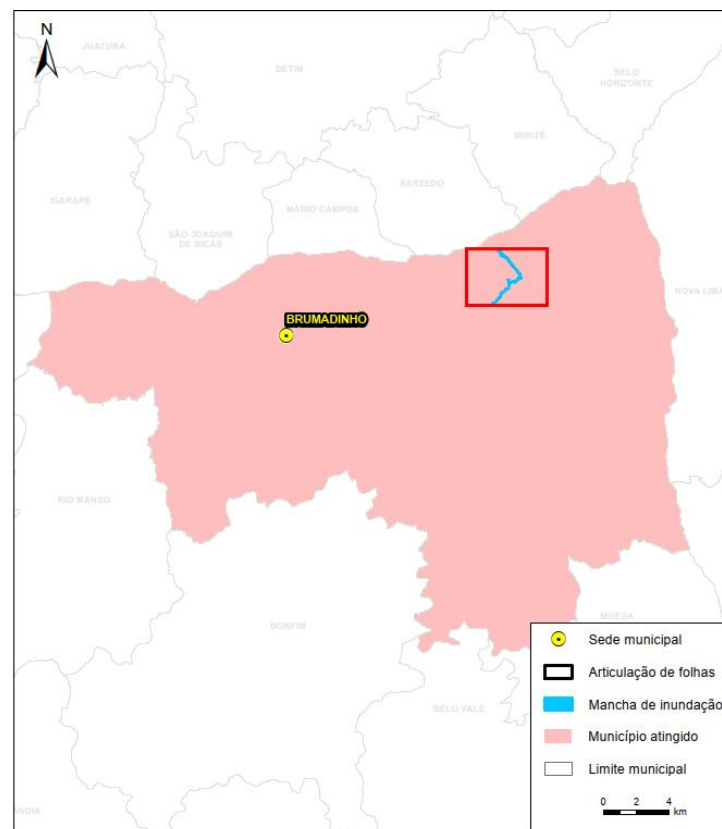 N
JUATUBA
BETIM
BELO
HORIZONTE
IBIRITÉ
IGARAPÉ
SARZEDO
MÁRIO CAMPOS
SÃO JOAQUIM
DE BICAS
NOVA LIMA
BRUMADINHO
RIO MANSO
BONFIM
MOEDA
BELO VALE
Sede municipal
Articulação de folhas
Mancha de inundação
Município atingido
Limite municipal
0 2 4
km